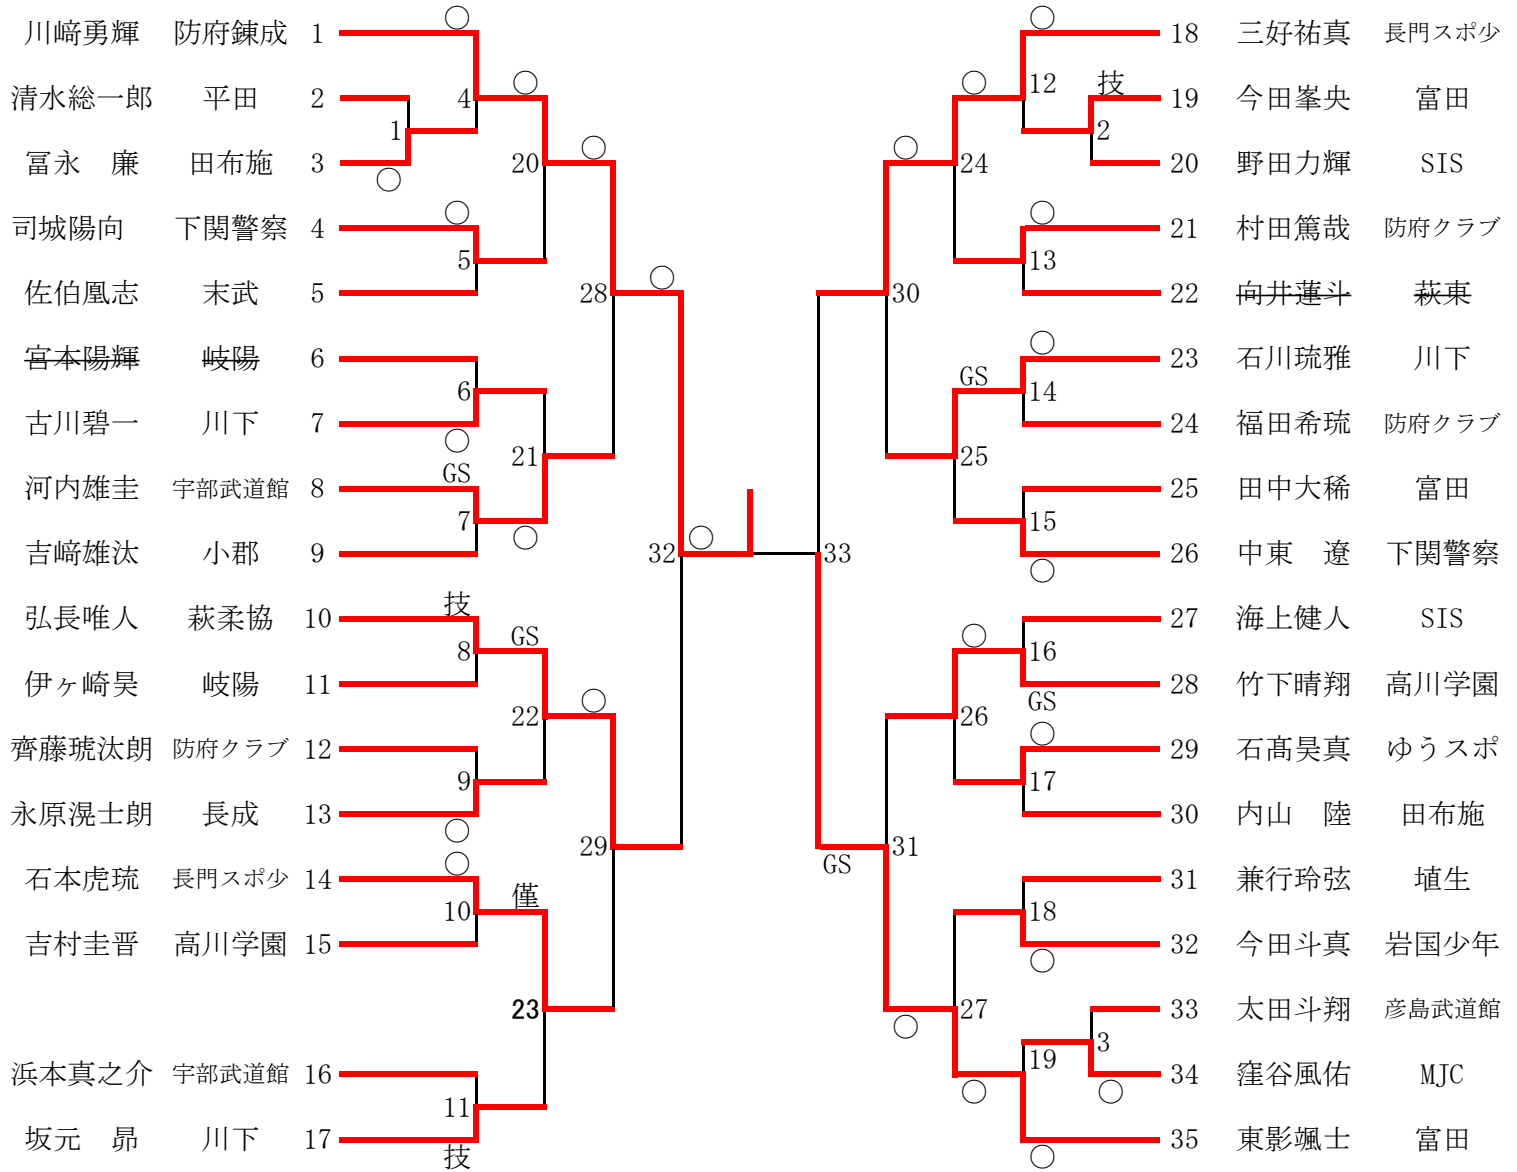 川﨑勇輝 防府錬成 1
清水総一郎 平田 2
冨永 廉 田布施 3
司城陽向 下関警察 4
佐伯凰志 末武 5
宮本陽輝 岐陽 6
古川碧一 川下 7
河内雄圭 宇部武道館 8
吉﨑雄汰 小郡 9
弘長唯人 萩柔協 10
伊ヶ崎昊 岐陽 11
齊藤琥汰朗 防府クラブ 12
永原滉士朗 長成 13
石本虎琉 長門スポ少 14
吉村圭晋 高川学園 15
浜本真之介 宇部武道館 16
坂元 昴 川下 17
1
4
5
6
GS
7
技
8
9
10
11
技
20
21
GS
22
僅
23
28
29
32
33
30
GS
31
24
GS
25
26
27
12
技
2
13
14
15
16
GS
17
18
19
3
18 三好祐真 長門スポ少
19 今田峯央 富田
20 野田力輝 SIS
21 村田篤哉 防府クラブ
22 向井蓮斗 萩東
23 石川琉雅 川下
24 福田希琉 防府クラブ
25 田中大稀 富田
26 中東 遼 下関警察
27 海上健人 SIS
28 竹下晴翔 高川学園
29 石髙昊真 ゆうスポ
30 内山 陸 田布施
31 兼行玲弦 埴生
32 今田斗真 岩国少年
33 太田斗翔 彦島武道館
34 窪谷風佑 MJC
35 東影颯士 富田